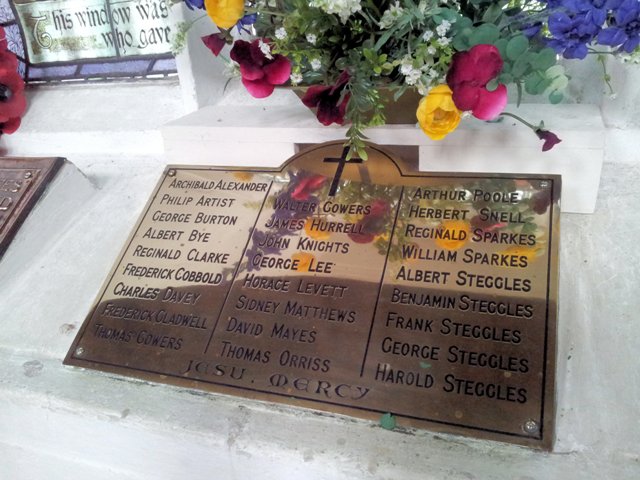 This window was
who gave
Archibald Alexander
Philip Artist
George Burton
Albert Bye
Reginald Clarke
Frederick Cobbold
Charles Davey
Frederick Gladwell
Thomas Gowers
Walter Gowers
James Hurrell
John Knights
George Lee
Horace Levett
Sidney Matthews
David Mayes
Thomas Orriss
Arthur Poole
Herbert Snell
Reginald Sparkes
William Sparkes
Albert Steggles
Benjamin Steggles
Frank Steggles
George Steggles
Harold Steggles
Jesu. Mercy